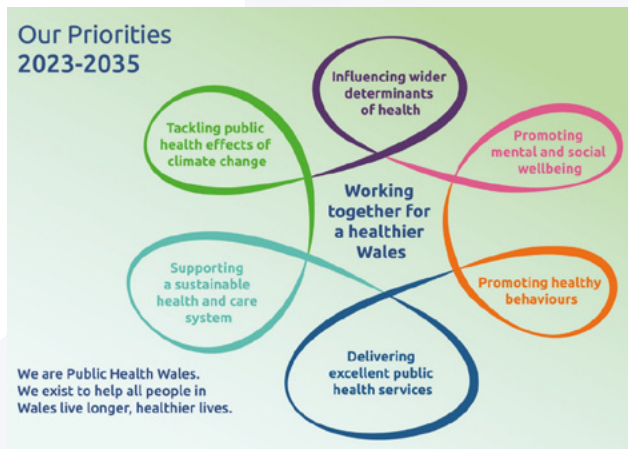 Our Priorities
2023-2035
Influencing wider
determinants
of health
Promoting
mental and social
wellbeing
Promoting healthy
behaviours
Delivering
excellent public
health services
Supporting
a sustainable
health and care
system
Tackling public
health effects of
climate change
Working
together for
a healthier
Wales
We are Public Health Wales.
We exist to help all people in
Wales live longer, healthier lives.